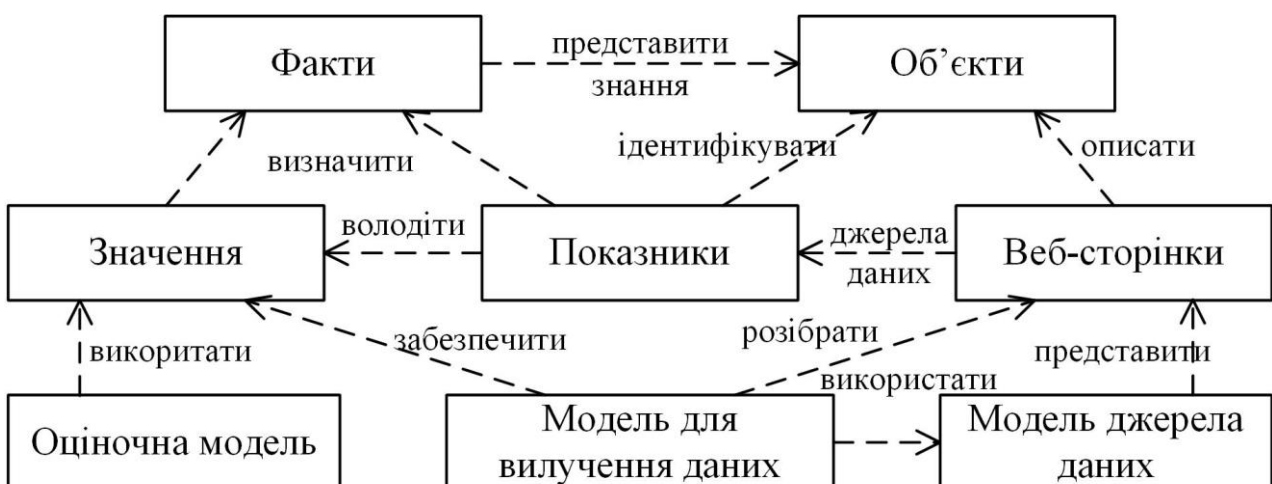 Факти
представити
знання
Об’єкти
визначити
ідентифікувати
описати
Значення
володіти
Показники
джерела
даних
Веб-сторінки
викоритати
забезпечити
розібрати
використати
представити
Оціночна модель
Модель для
вилучення даних
Модель джерела
даних